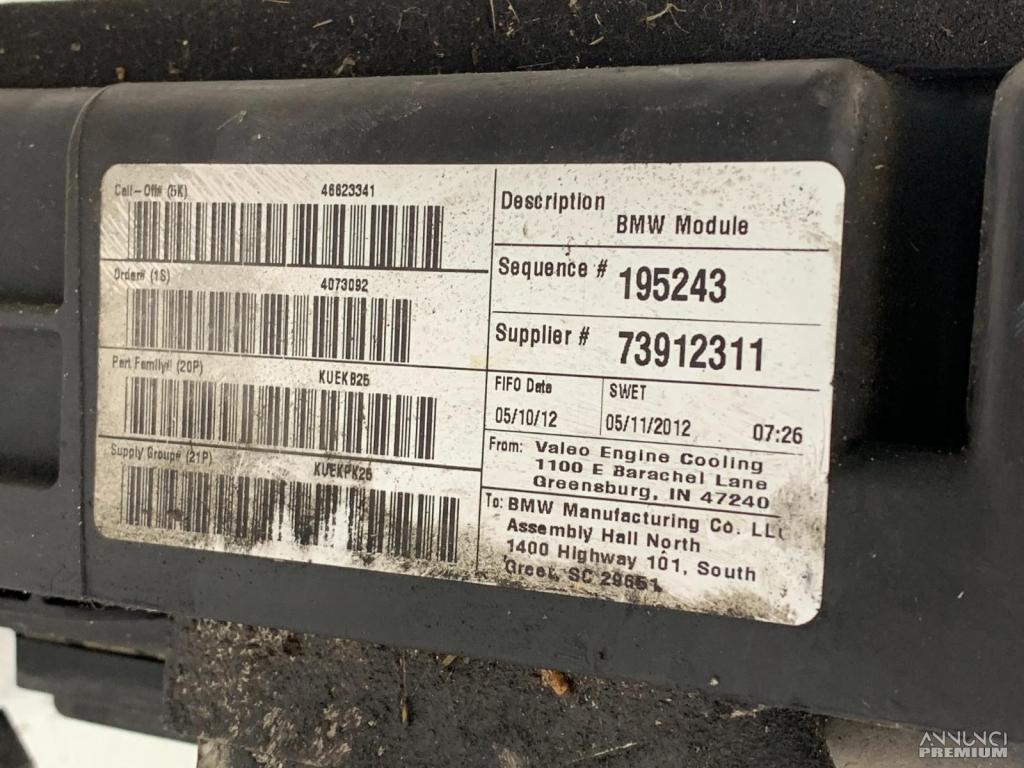 Call-Off# (5K) 46623341
Order# (1S) 4073092
Part Family# (20P) KUEKB25
Supply Group# (21P) KUEKPK25
Description
BMW Module
Sequence # 195243
Supplier # 73912311
FIFO Date
05/10/12
SWET
05/11/2012 07:26
From: Valeo Engine Cooling
1100 E Barachel Lane
Greensburg, IN 47240
To: BMW Manufacturing Co. LLC
Assembly Hall North
1400 Highway 101, South
Greer, SC 29651
ANNUNCI
PREMIUM